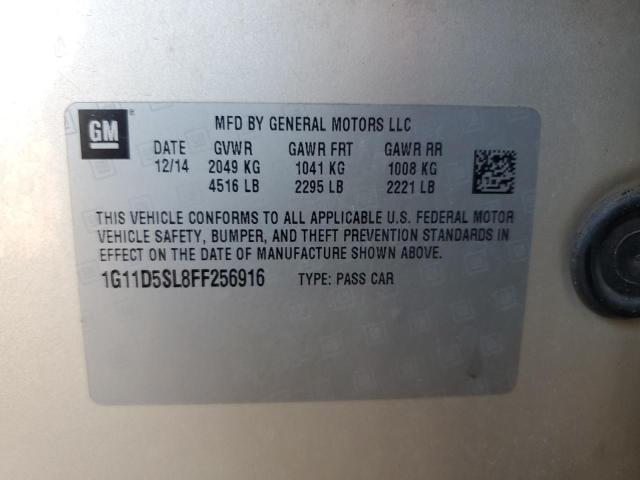 GM
MFD BY GENERAL MOTORS LLC
DATE GVWR GAWR FRT GAWR RR
12/14 2049 KG 1041 KG 1008 KG
4516 LB 2295 LB 2221 LB
THIS VEHICLE CONFORMS TO ALL APPLICABLE U.S. FEDERAL MOTOR
VEHICLE SAFETY, BUMPER, AND THEFT PREVENTION STANDARDS IN
EFFECT ON THE DATE OF MANUFACTURE SHOWN ABOVE.
1G11D5SL8FF256916 TYPE: PASS CAR